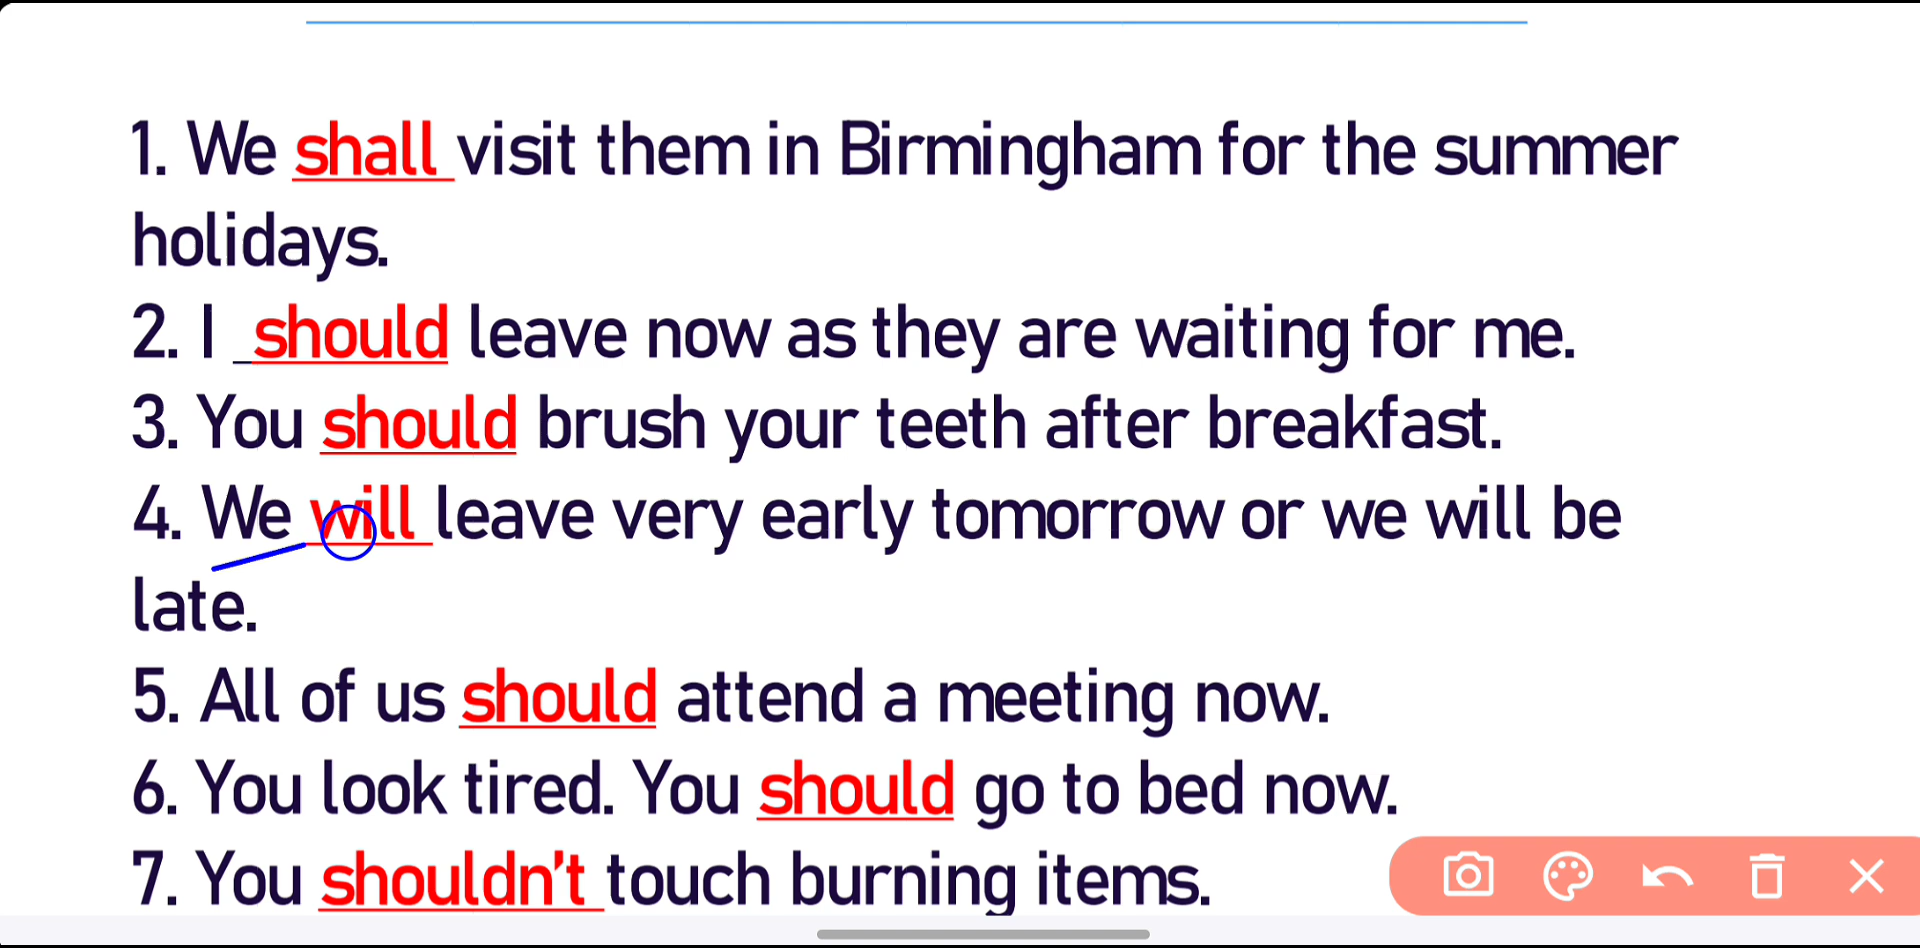 1. We shall visit them in Birmingham for the summer
holidays.
2. I _should leave now as they are waiting for me.
3. You should brush your teeth after breakfast.
4. We will leave very early tomorrow or we will be
late.
5. All of us should attend a meeting now.
6. You look tired. You should go to bed now.
7. You shouldn't touch burning items.